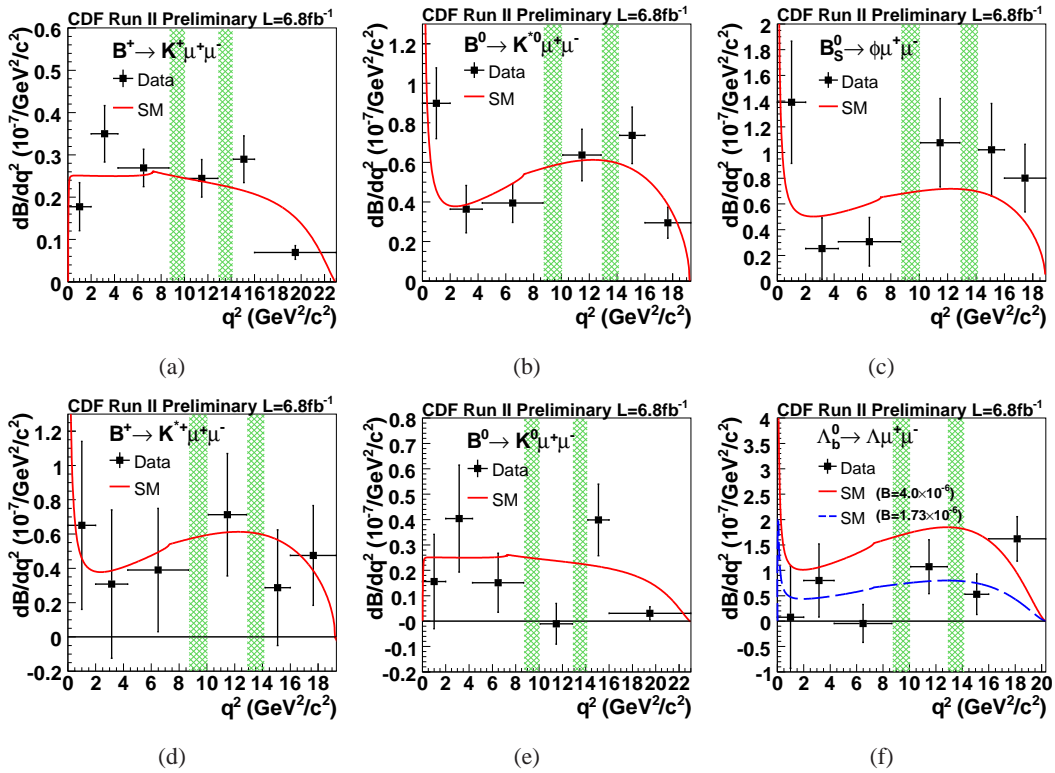 CDF Run II Preliminary L=6.8fb⁻¹
dB/dq² (10⁻⁷/GeV²/c²)
0.6
0.5
0.4
0.3
0.2
0.1
0
B⁺→ K⁺μ⁺μ⁻
Data
SM
0 2 4 6 8 10 12 14 16 18 20 22
q² (GeV²/c²)
(a)
CDF Run II Preliminary L=6.8fb⁻¹
dB/dq² (10⁻⁷/GeV²/c²)
1.2
1
0.8
0.6
0.4
0.2
0
B⁰→ K*⁰μ⁺μ⁻
Data
SM
0 2 4 6 8 10 12 14 16 18
q² (GeV²/c²)
(b)
CDF Run II Preliminary L=6.8fb⁻¹
dB/dq² (10⁻⁷/GeV²/c²)
2
1.8
1.6
1.4
1.2
1
0.8
0.6
0.4
0.2
0
B⁰S→ φμ⁺μ⁻
Data
SM
0 2 4 6 8 10 12 14 16 18
q² (GeV²/c²)
(c)
CDF Run II Preliminary L=6.8fb⁻¹
dB/dq² (10⁻⁷/GeV²/c²)
1.2
1
0.8
0.6
0.4
0.2
0
-0.2
B⁺→ K*⁺μ⁺μ⁻
Data
SM
0 2 4 6 8 10 12 14 16 18
q² (GeV²/c²)
(d)
CDF Run II Preliminary L=6.8fb⁻¹
dB/dq² (10⁻⁷/GeV²/c²)
0.8
0.7
0.6
0.5
0.4
0.3
0.2
0.1
-0
-0.1
-0.2
B⁰→ K⁰μ⁺μ⁻
Data
SM
0 2 4 6 8 10 12 14 16 18 20 22
q² (GeV²/c²)
(e)
CDF Run II Preliminary L=6.8fb⁻¹
dB/dq² (10⁻⁷/GeV²/c²)
4
3.5
3
2.5
2
1.5
1
0.5
0
-0.5
-1
Λ⁰b→ Λμ⁺μ⁻
Data
SM (B=4.0×10⁻⁶)
SM (B=1.73×10⁻⁶)
0 2 4 6 8 10 12 14 16 18 20
q² (GeV²/c²)
(f)